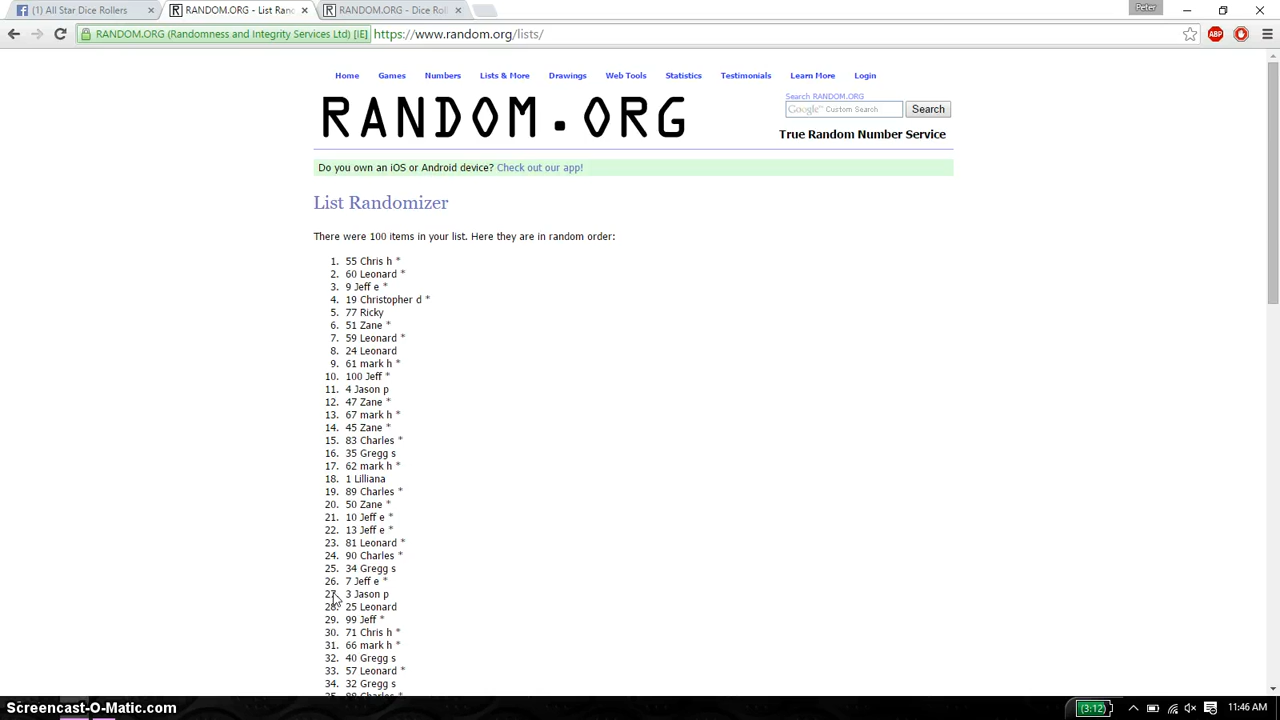 (1) All Star Dice Rollers
RANDOM.ORG - List Ran
RANDOM.ORG - Dice Rol
Peter
RANDOM.ORG (Randomness and Integrity Services Ltd) [IE] https://www.random.org/lists/
ABP
Home Games Numbers Lists & More Drawings Web Tools Statistics Testimonials Learn More Login
Search RANDOM.ORG
RANDOM.ORG
Google™ Custom Search Search
True Random Number Service
Do you own an iOS or Android device? Check out our app!
List Randomizer
There were 100 items in your list. Here they are in random order:
1. 55 Chris h *
2. 60 Leonard *
3. 9 Jeff e *
4. 19 Christopher d *
5. 77 Ricky
6. 51 Zane *
7. 59 Leonard *
8. 24 Leonard
9. 61 mark h *
10. 100 Jeff *
11. 4 Jason p
12. 47 Zane *
13. 67 mark h *
14. 45 Zane *
15. 83 Charles *
16. 35 Gregg s
17. 62 mark h *
18. 1 Lilliana
19. 89 Charles *
20. 50 Zane *
21. 10 Jeff e *
22. 13 Jeff e *
23. 81 Leonard *
24. 90 Charles *
25. 34 Gregg s
26. 7 Jeff e *
27. 3 Jason p
28. 25 Leonard
29. 99 Jeff *
30. 71 Chris h *
31. 66 mark h *
32. 40 Gregg s
33. 57 Leonard *
34. 32 Gregg s
35. 88 Charles *
Screencast-O-Matic.com
(3:12)
11:46 AM